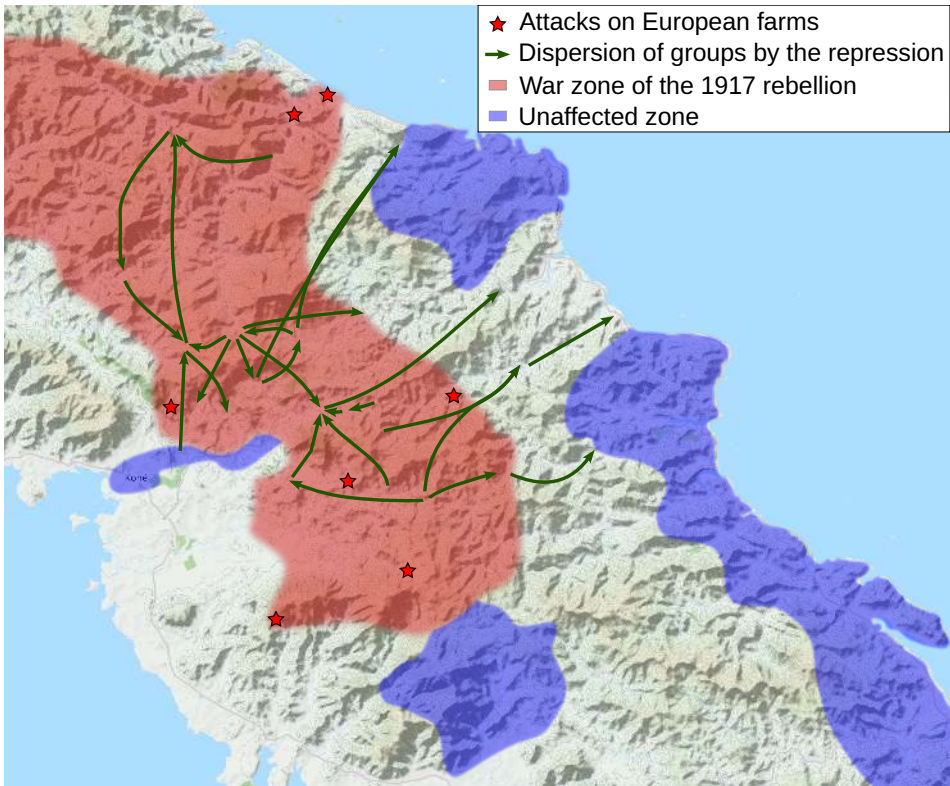 Attacks on European farms
Dispersion of groups by the repression
War zone of the 1917 rebellion
Unaffected zone
Koné